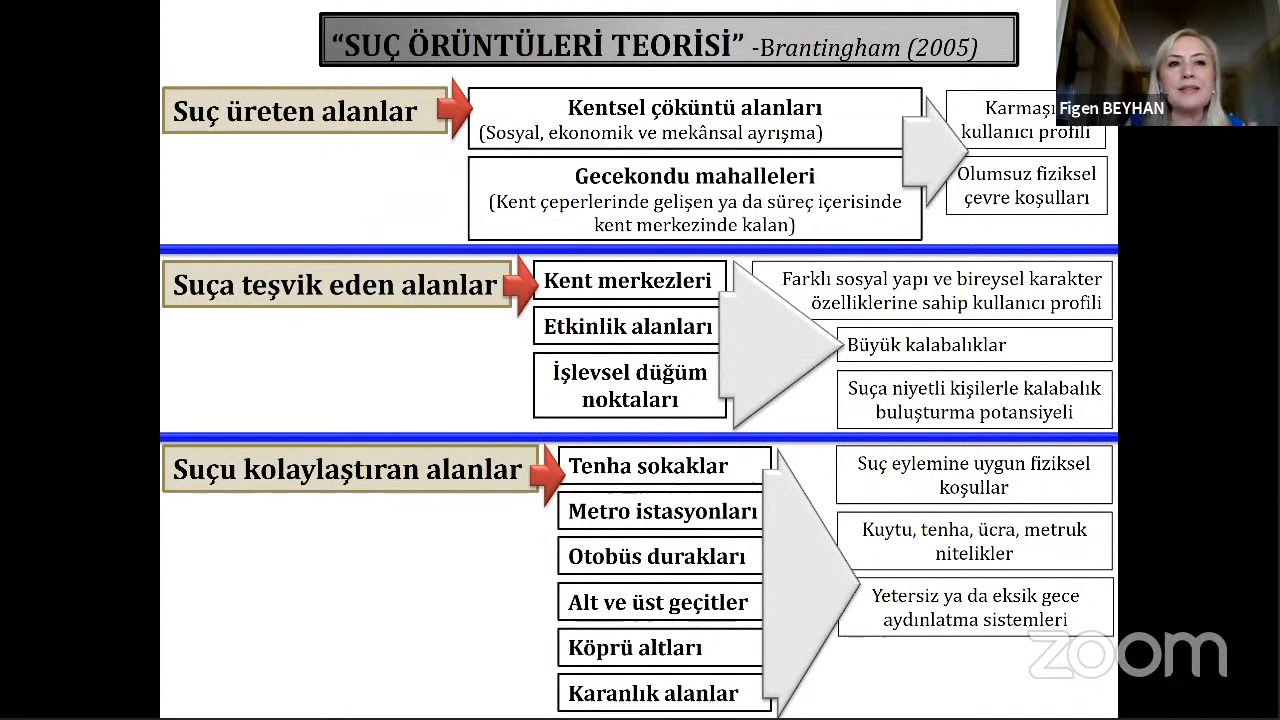 “SUÇ ÖRÜNTÜLERİ TEORİSİ” -Brantingham (2005)
Suç üreten alanlar
Kentsel çöküntü alanları
(Sosyal, ekonomik ve mekânsal ayrışma)
Gecekondu mahalleleri
(Kent çeperlerinde gelişen ya da süreç içerisinde
kent merkezinde kalan)
kullanıcı profili
Olumsuz fiziksel
çevre koşulları
Figen BEYHAN
Suça teşvik eden alanlar
Kent merkezleri
Etkinlik alanları
İşlevsel düğüm
noktaları
Farklı sosyal yapı ve bireysel karakter
özelliklerine sahip kullanıcı profili
Büyük kalabalıklar
Suça niyetli kişilerle kalabalık
buluşturma potansiyeli
Suçu kolaylaştıran alanlar
Tenha sokaklar
Metro istasyonları
Otobüs durakları
Alt ve üst geçitler
Köprü altları
Karanlık alanlar
Suç eylemine uygun fiziksel
koşullar
Kuytu, tenha, ücra, metruk
nitelikler
Yetersiz ya da eksik gece
aydınlatma sistemleri
zoom